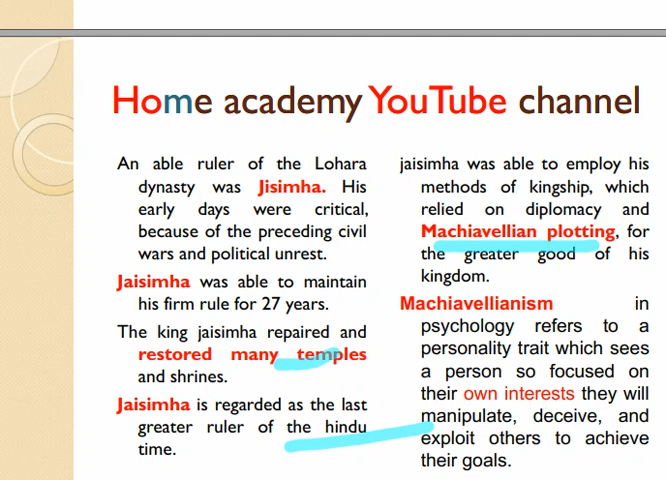 Home academy YouTube channel
An able ruler of the Lohara
dynasty was Jisimha. His
early days were critical,
because of the preceding civil
wars and political unrest.
Jaisimha was able to maintain
his firm rule for 27 years.
The king jaisimha repaired and
restored many temples
and shrines.
Jaisimha is regarded as the last
greater ruler of the hindu
time.
jaisimha was able to employ his
methods of kingship, which
relied on diplomacy and
Machiavellian plotting, for
the greater good of his
kingdom.
Machiavellianism in
psychology refers to a
personality trait which sees
a person so focused on
their own interests they will
manipulate, deceive, and
exploit others to achieve
their goals.